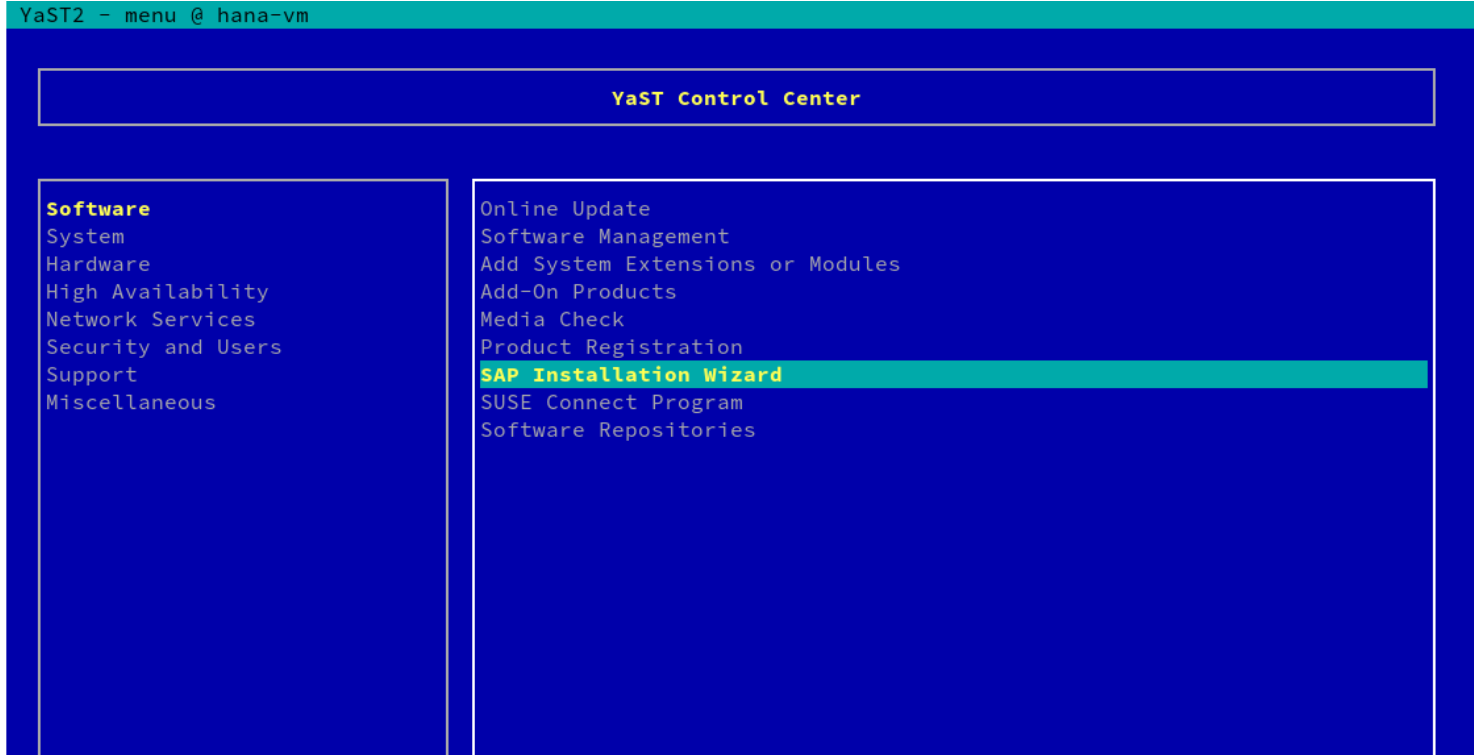 YaST2 - menu @ hana-vm
YaST Control Center
Software
System
Hardware
High Availability
Network Services
Security and Users
Support
Miscellaneous
Online Update
Software Management
Add System Extensions or Modules
Add-On Products
Media Check
Product Registration
SAP Installation Wizard
SUSE Connect Program
Software Repositories